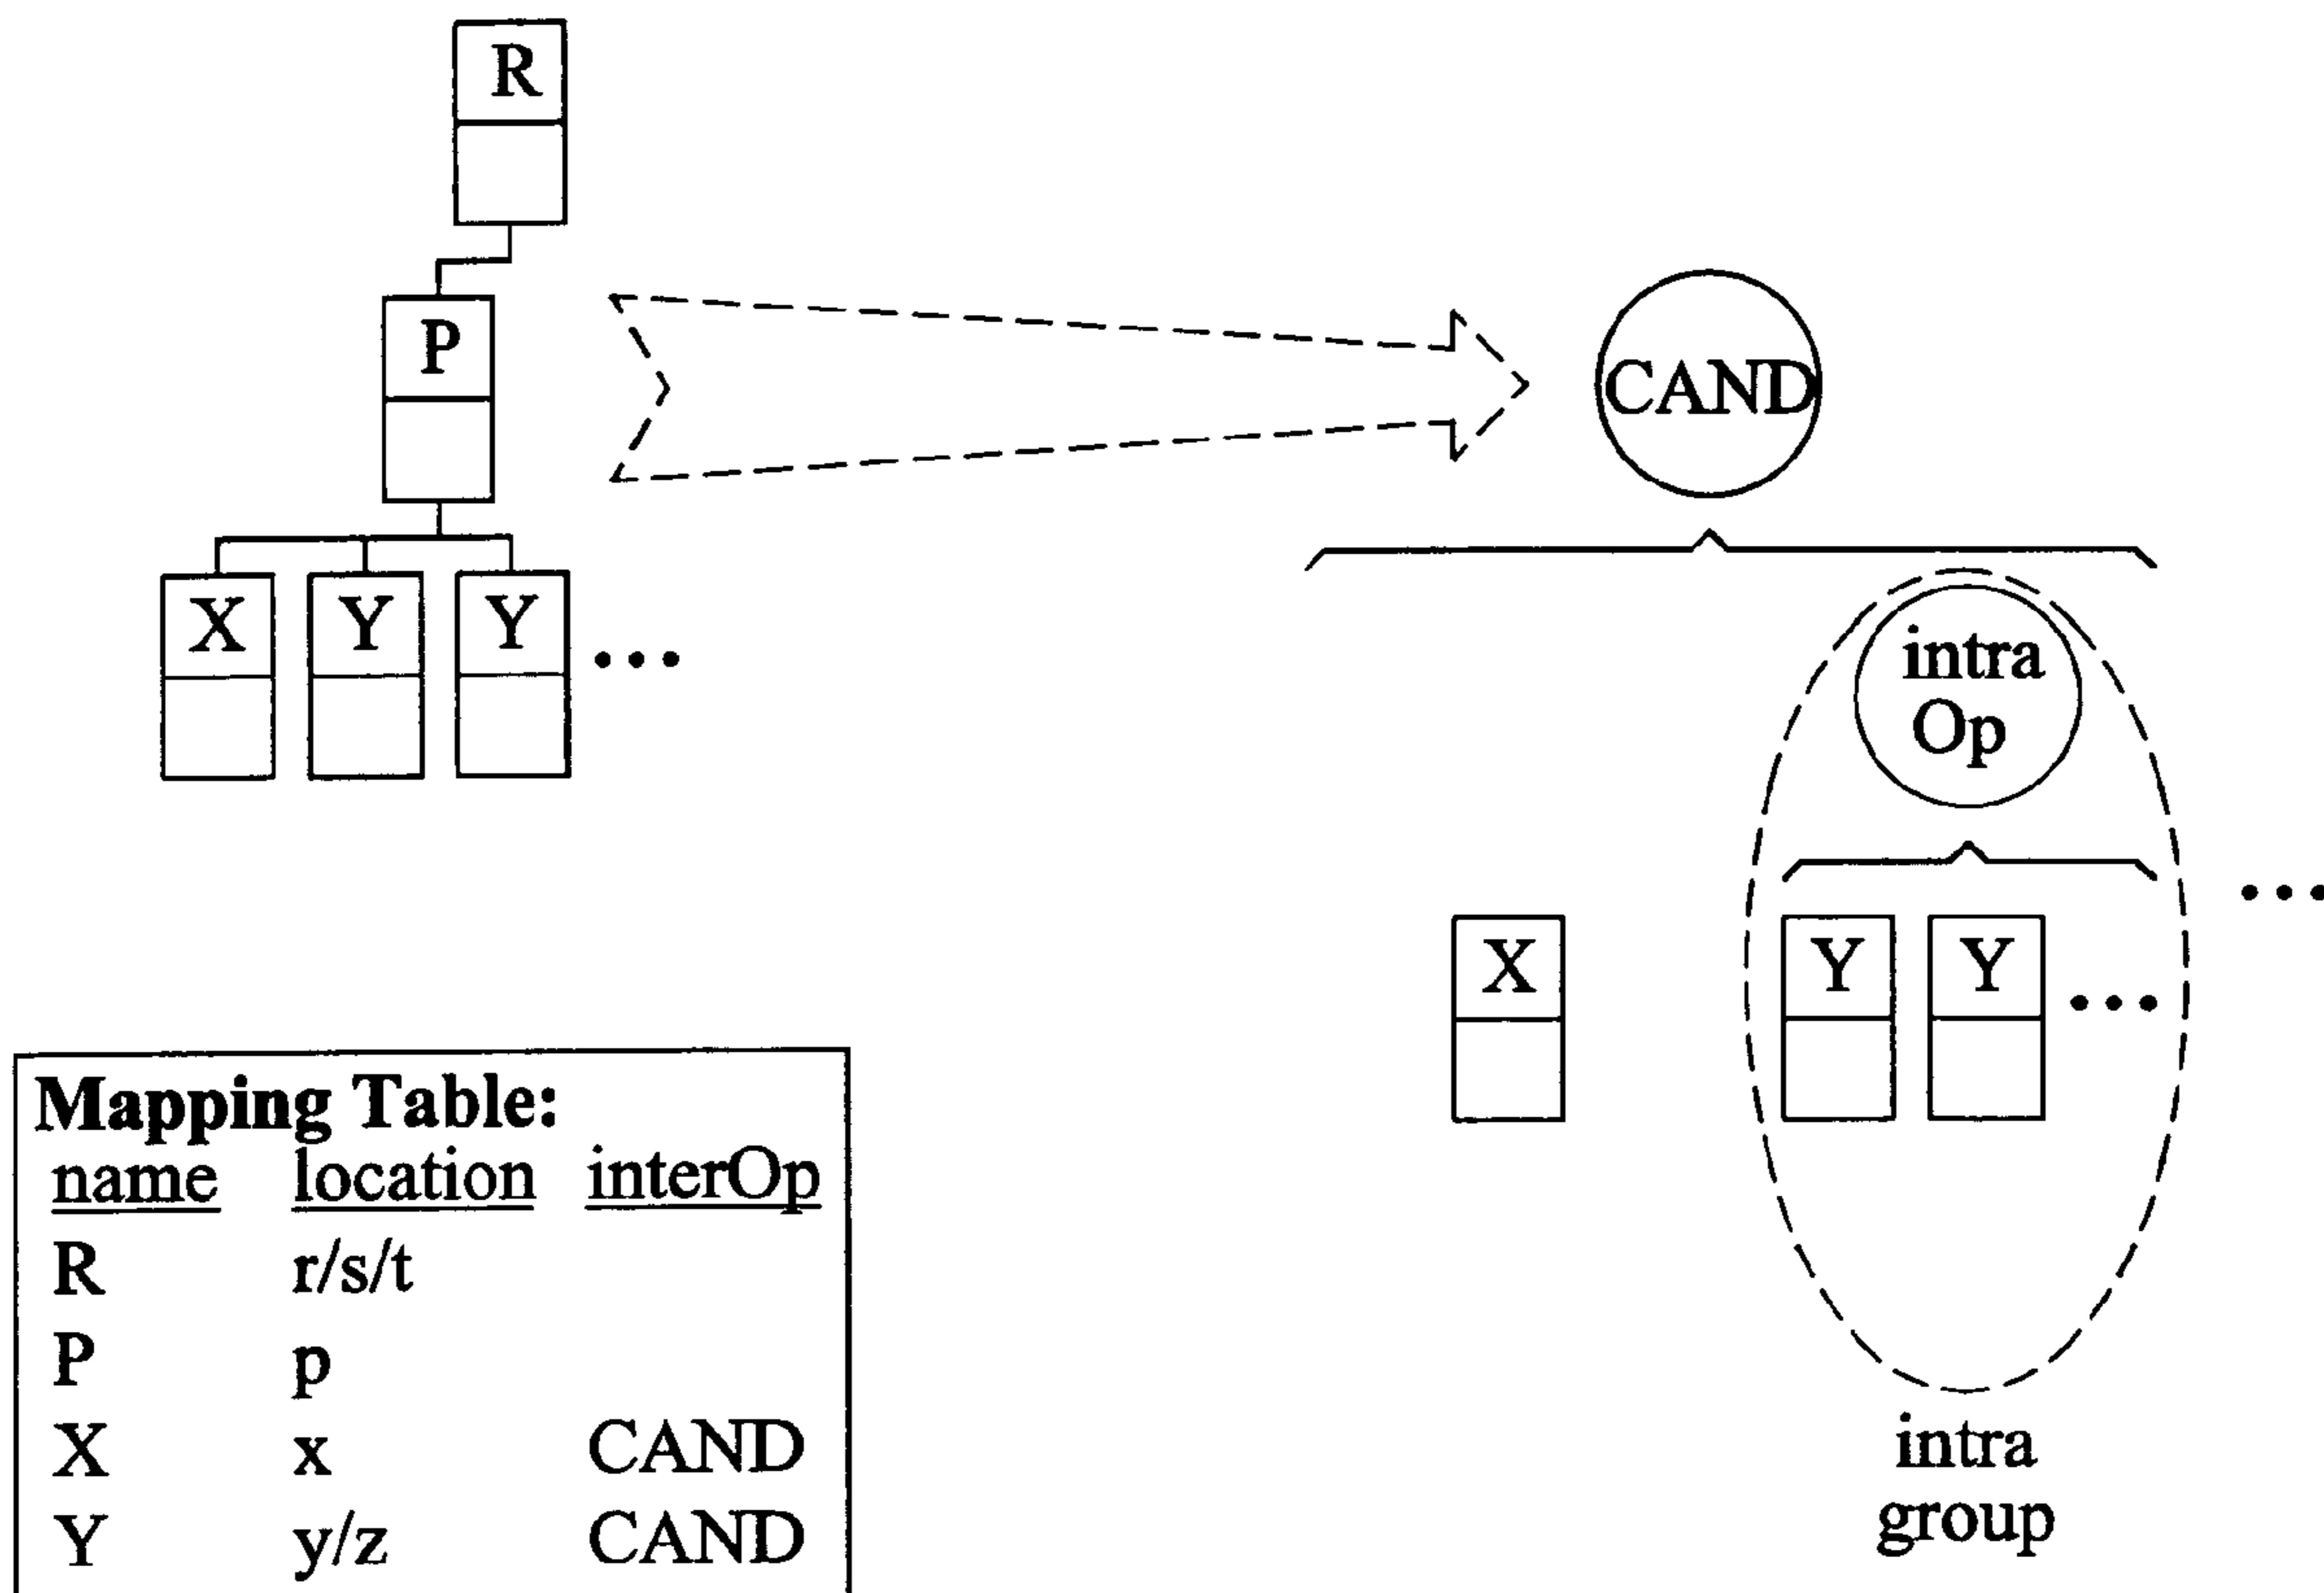 R
P
CAND
X Y Y ...
intra
Op
X Y Y ...
...
Mapping Table:
name location interOp
R r/s/t
P p
X x CAND
Y y/z CAND
intra
group